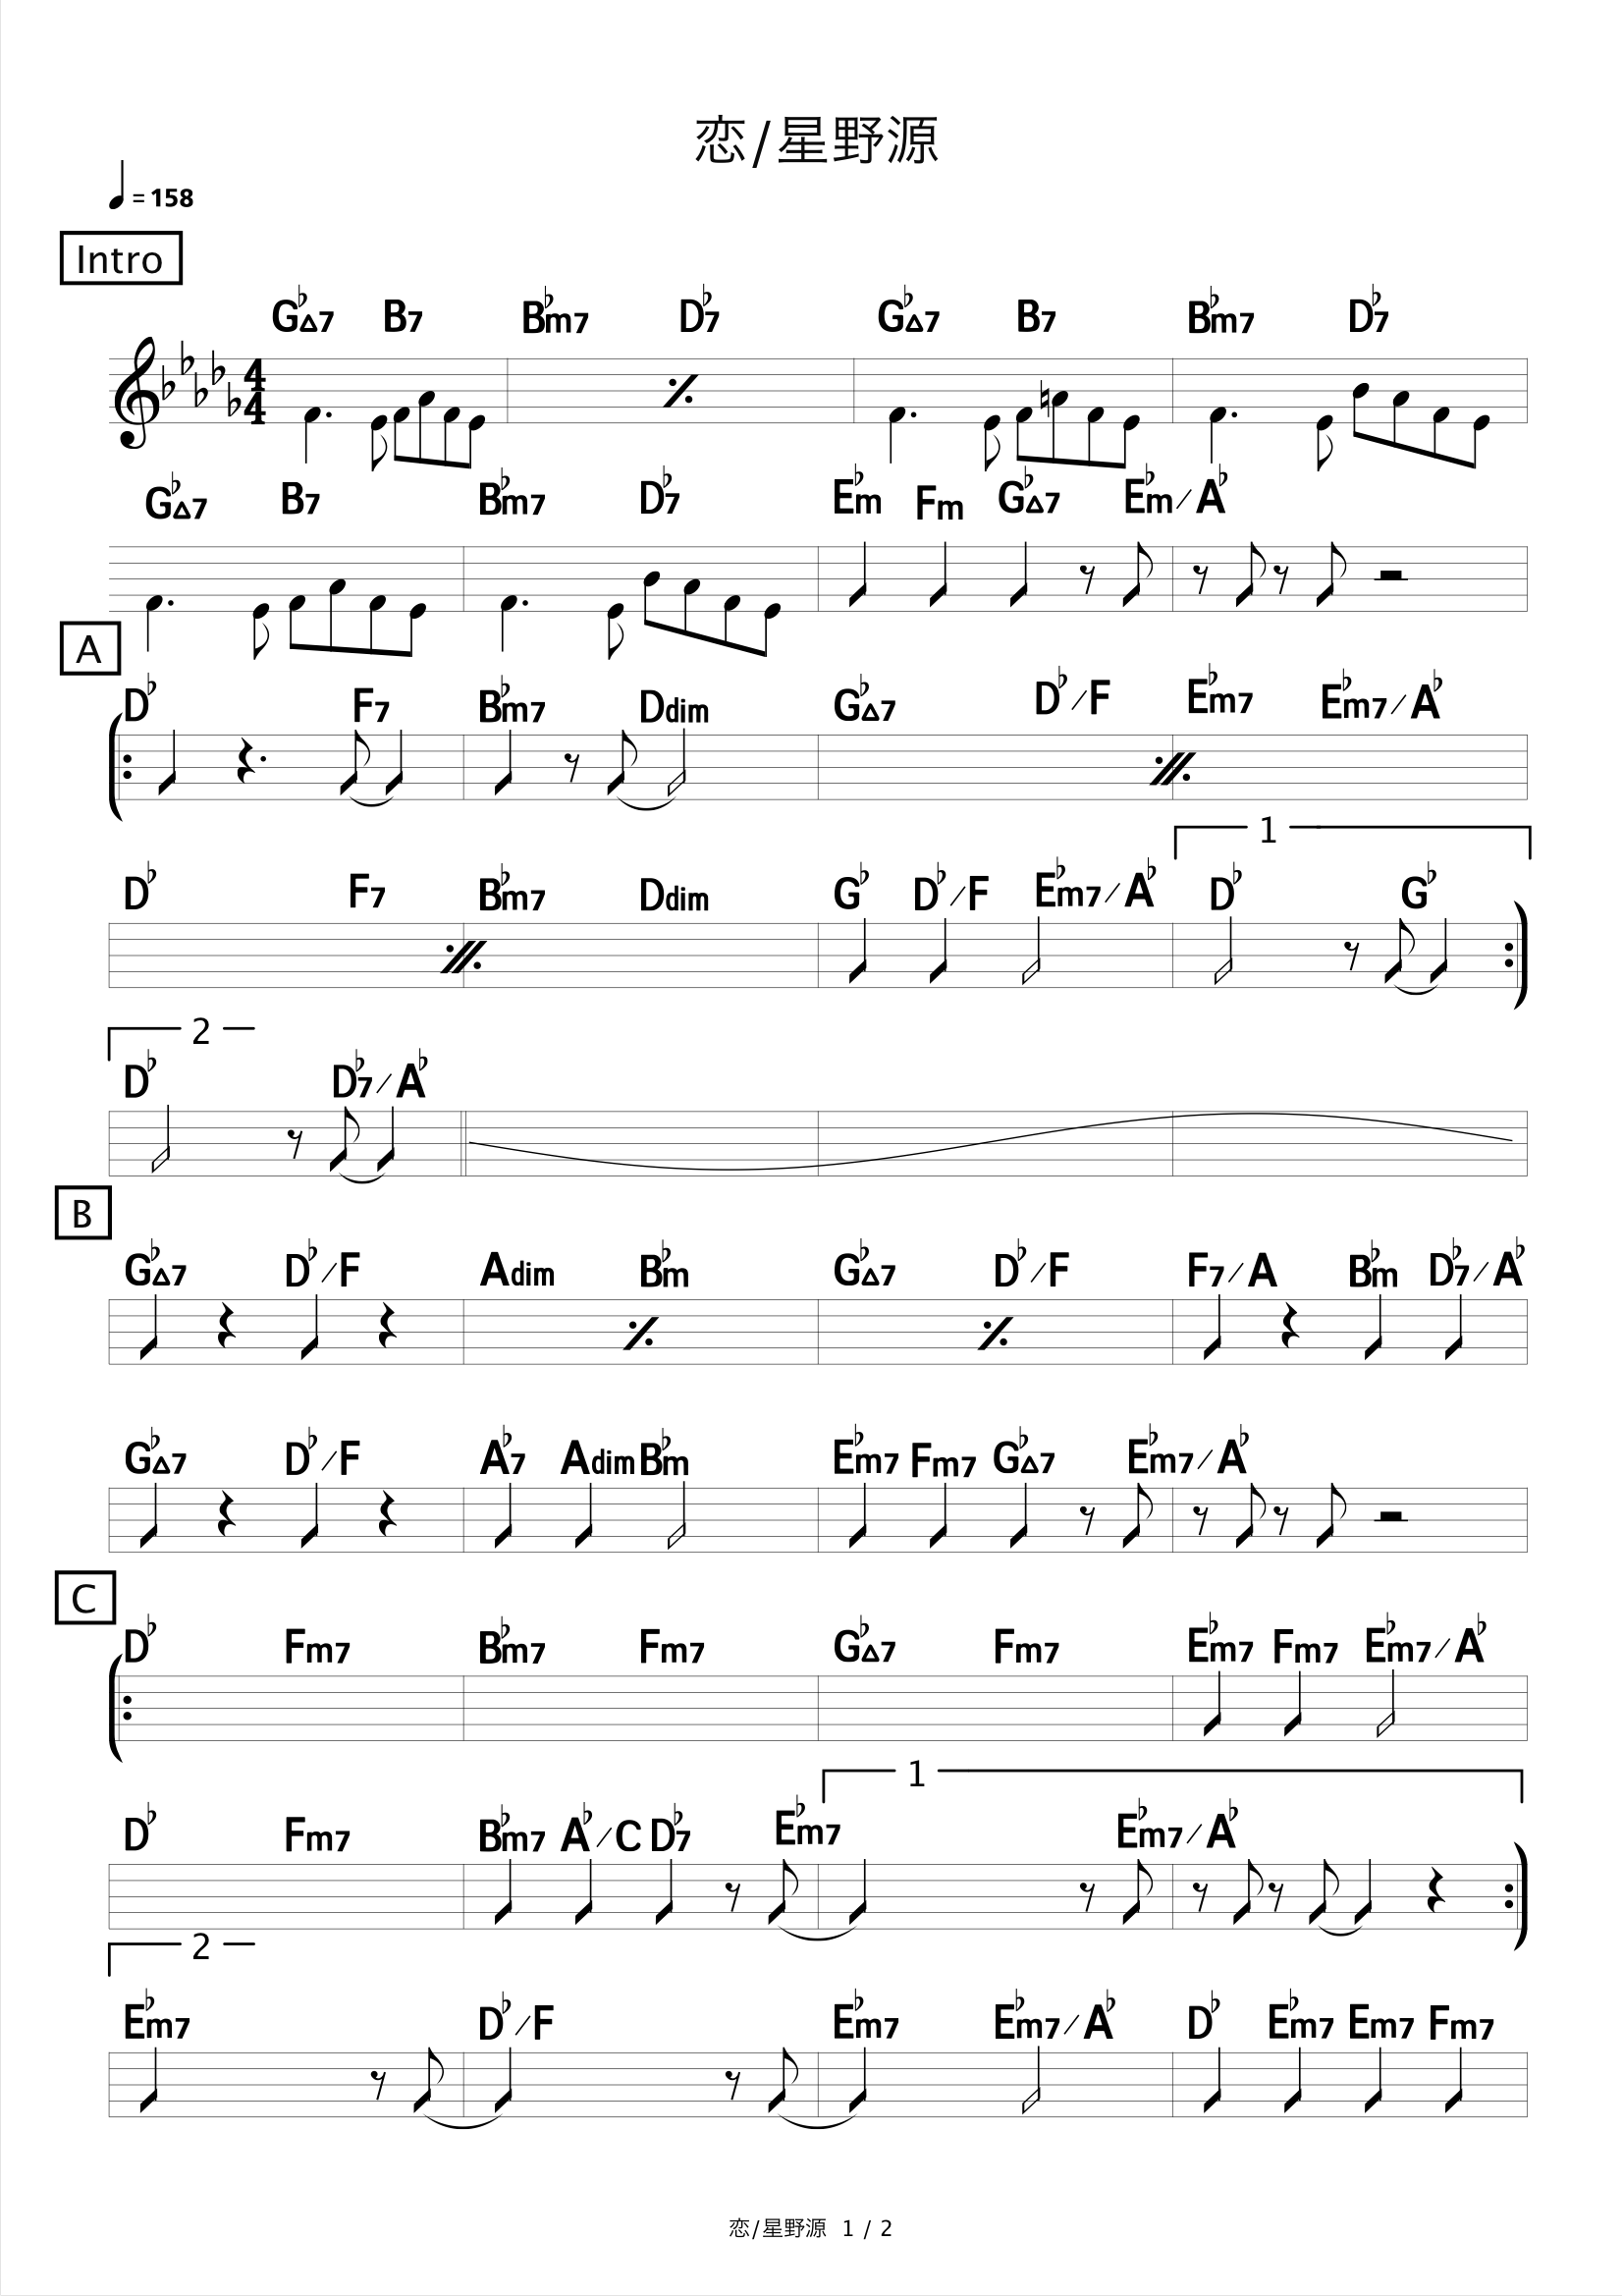 恋/星野源
= 158
Intro
4/4
G♭△7 B7 B♭m7 D♭7 G♭△7 B7 B♭m7 D♭7
G♭△7 B7 B♭m7 D♭7 E♭m Fm G♭△7 E♭m/A♭
A
D♭ F7 B♭m7 Ddim G♭△7 D♭/F E♭m7 E♭m7/A♭
1
D♭ F7 B♭m7 Ddim G♭ D♭/F E♭m7/A♭ D♭ G♭
2
D♭ D♭7/A♭
B
G♭△7 D♭/F Adim B♭m G♭△7 D♭/F F7/A B♭m D♭7/A♭
G♭△7 D♭/F A♭7 Adim B♭m E♭m7 Fm7 G♭△7 E♭m7/A♭
C
D♭ Fm7 B♭m7 Fm7 G♭△7 Fm7 E♭m7 Fm7 E♭m7/A♭
1
D♭ Fm7 B♭m7 A♭/C D♭7 E♭m7 E♭m7/A♭
2
E♭m7 D♭/F E♭m7 E♭m7/A♭ D♭ E♭m7 Em7 Fm7
恋/星野源 1 / 2